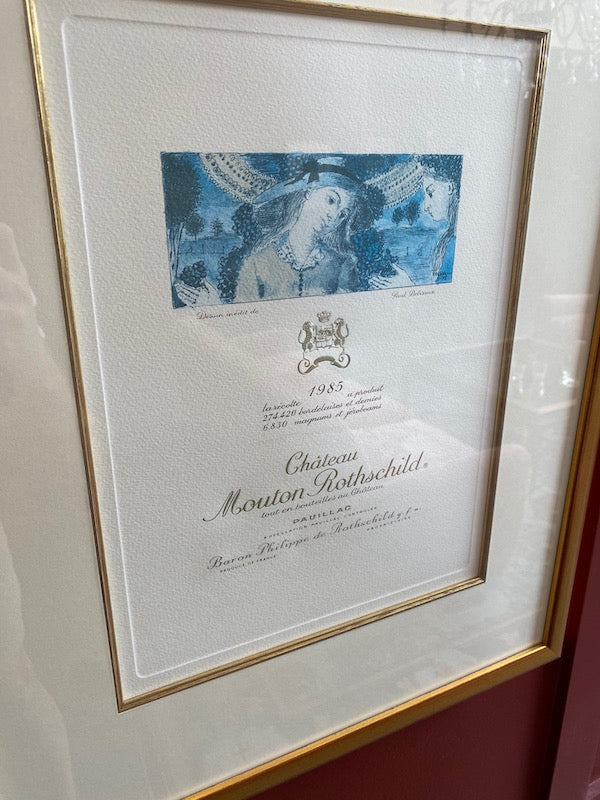 Dessin inédit de
Paul Delvaux
1985
la récolte a produit
274.420 bordelaises et demies
6.830 magnums et jéroboams
Château
Mouton Rothschild®
tout en bouteilles au Château
PAUILLAC
APPELLATION PAUILLAC CONTRÔLÉE
Baron Philippe de Rothschild g.f.a.
PROPRIÉTAIRE
PRODUCE OF FRANCE